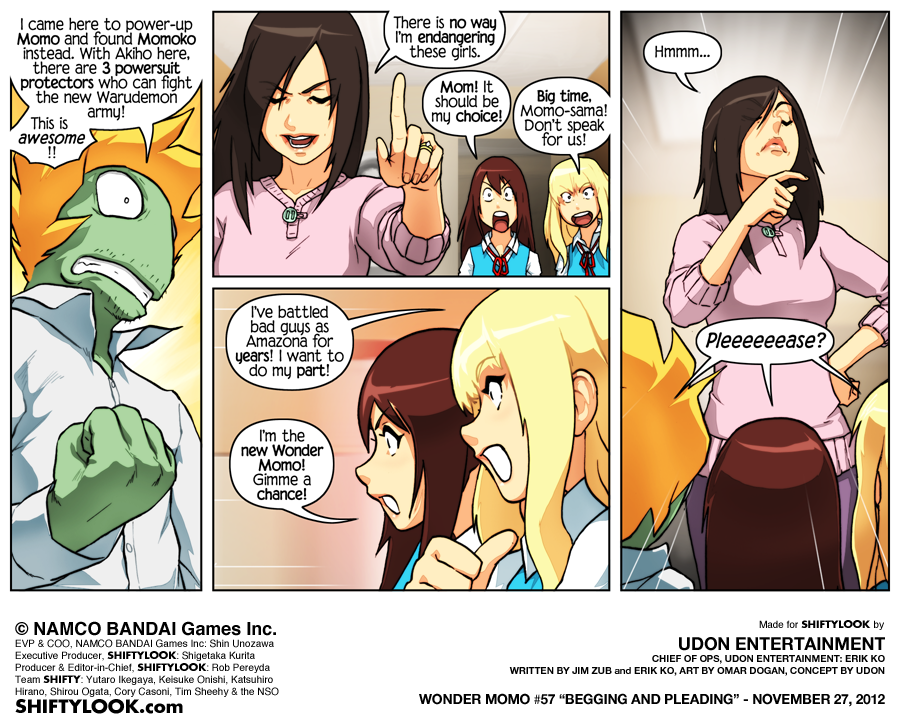 I came here to power-up
Momo and found Momoko
instead. With Akiho here,
there are 3 powersuit
protectors who can fight
the new Warudemon
army!
This is
awesome
!!
There is no way
I'm endangering
these girls.
Mom! It
should be
my choice!
Big time,
Momo-sama!
Don't speak
for us!
I've battled
bad guys as
Amazona for
years! I want to
do my part!
I'm the
new Wonder
Momo!
Gimme a
chance!
Hmmm...
Pleeeeeease?
© NAMCO BANDAI Games Inc.
EVP & COO, NAMCO BANDAI Games Inc: Shin Unozawa
Executive Producer, SHIFTYLOOK: Shigetaka Kurita
Producer & Editor-in-Chief, SHIFTYLOOK: Rob Pereyda
Team SHIFTY: Yutaro Ikegaya, Keisuke Onishi, Katsuhiro
Hirano, Shirou Ogata, Cory Casoni, Tim Sheehy & the NSO
SHIFTYLOOK.com
Made for SHIFTYLOOK by
UDON ENTERTAINMENT
CHIEF OF OPS, UDON ENTERTAINMENT: ERIK KO
WRITTEN BY JIM ZUB and ERIK KO, ART BY OMAR DOGAN, CONCEPT BY UDON
WONDER MOMO #57 “BEGGING AND PLEADING” - NOVEMBER 27, 2012